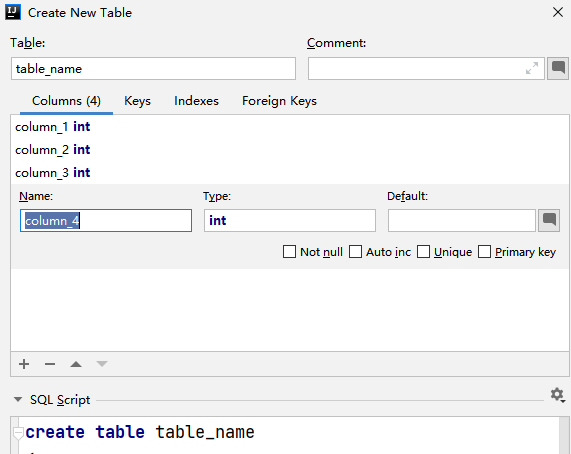 IJ Create New Table
Table: Comment:
table_name
Columns (4) Keys Indexes Foreign Keys
column_1 int
column_2 int
column_3 int
Name: Type: Default:
column_4 int
Not null Auto inc Unique Primary key
SQL Script
create table table_name